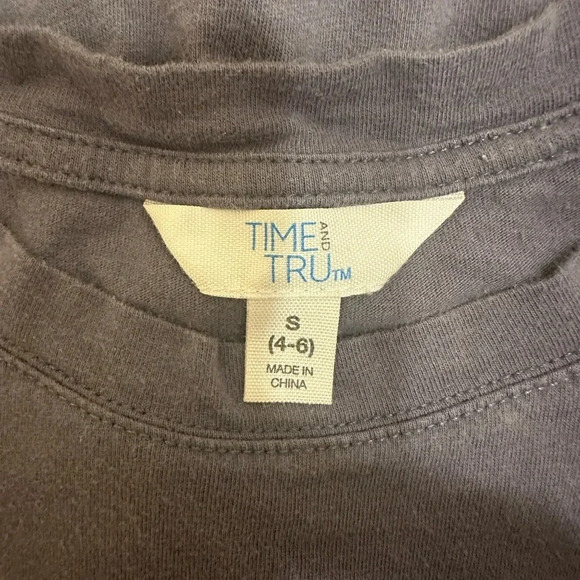 TIME AND
TRU™
S
(4-6)
MADE IN
CHINA